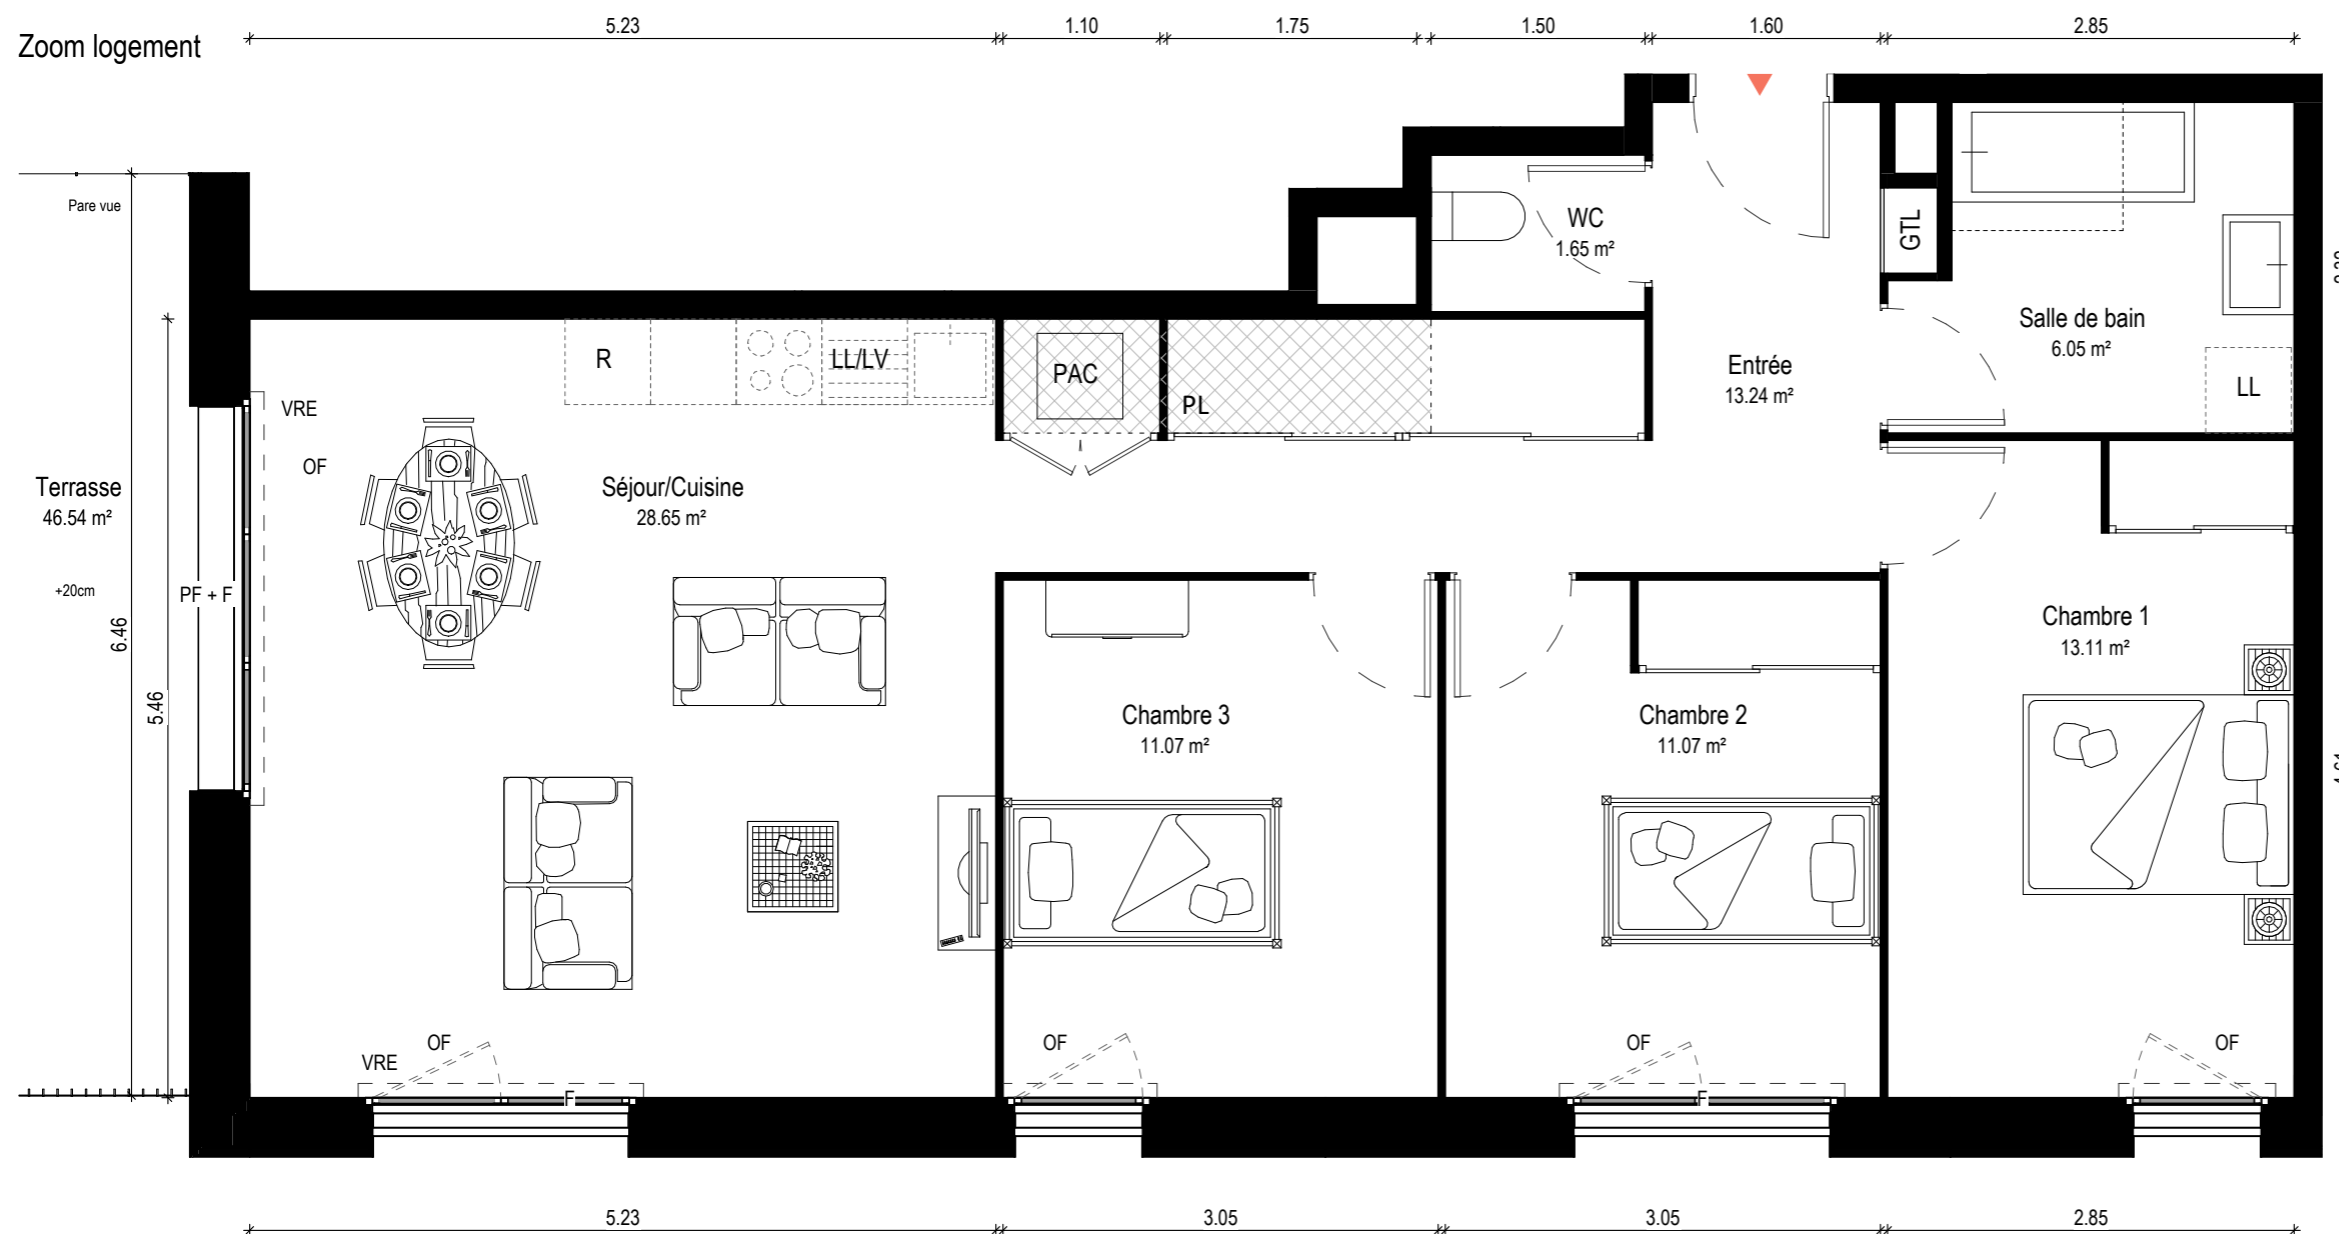 Zoom logement
5.23
1.10
1.75
1.50
1.60
2.85
Pare vue
WC
1.65 m²
GTL
Salle de bain
6.05 m²
Entrée
13.24 m²
R
LL/LV
PAC
PL
LL
VRE
OF
Terrasse
46.54 m²
Séjour/Cuisine
28.65 m²
+20cm
PF + F
6.46
5.46
Chambre 1
13.11 m²
Chambre 3
11.07 m²
Chambre 2
11.07 m²
VRE
OF
OF
OF
OF
F
F
5.23
3.05
3.05
2.85